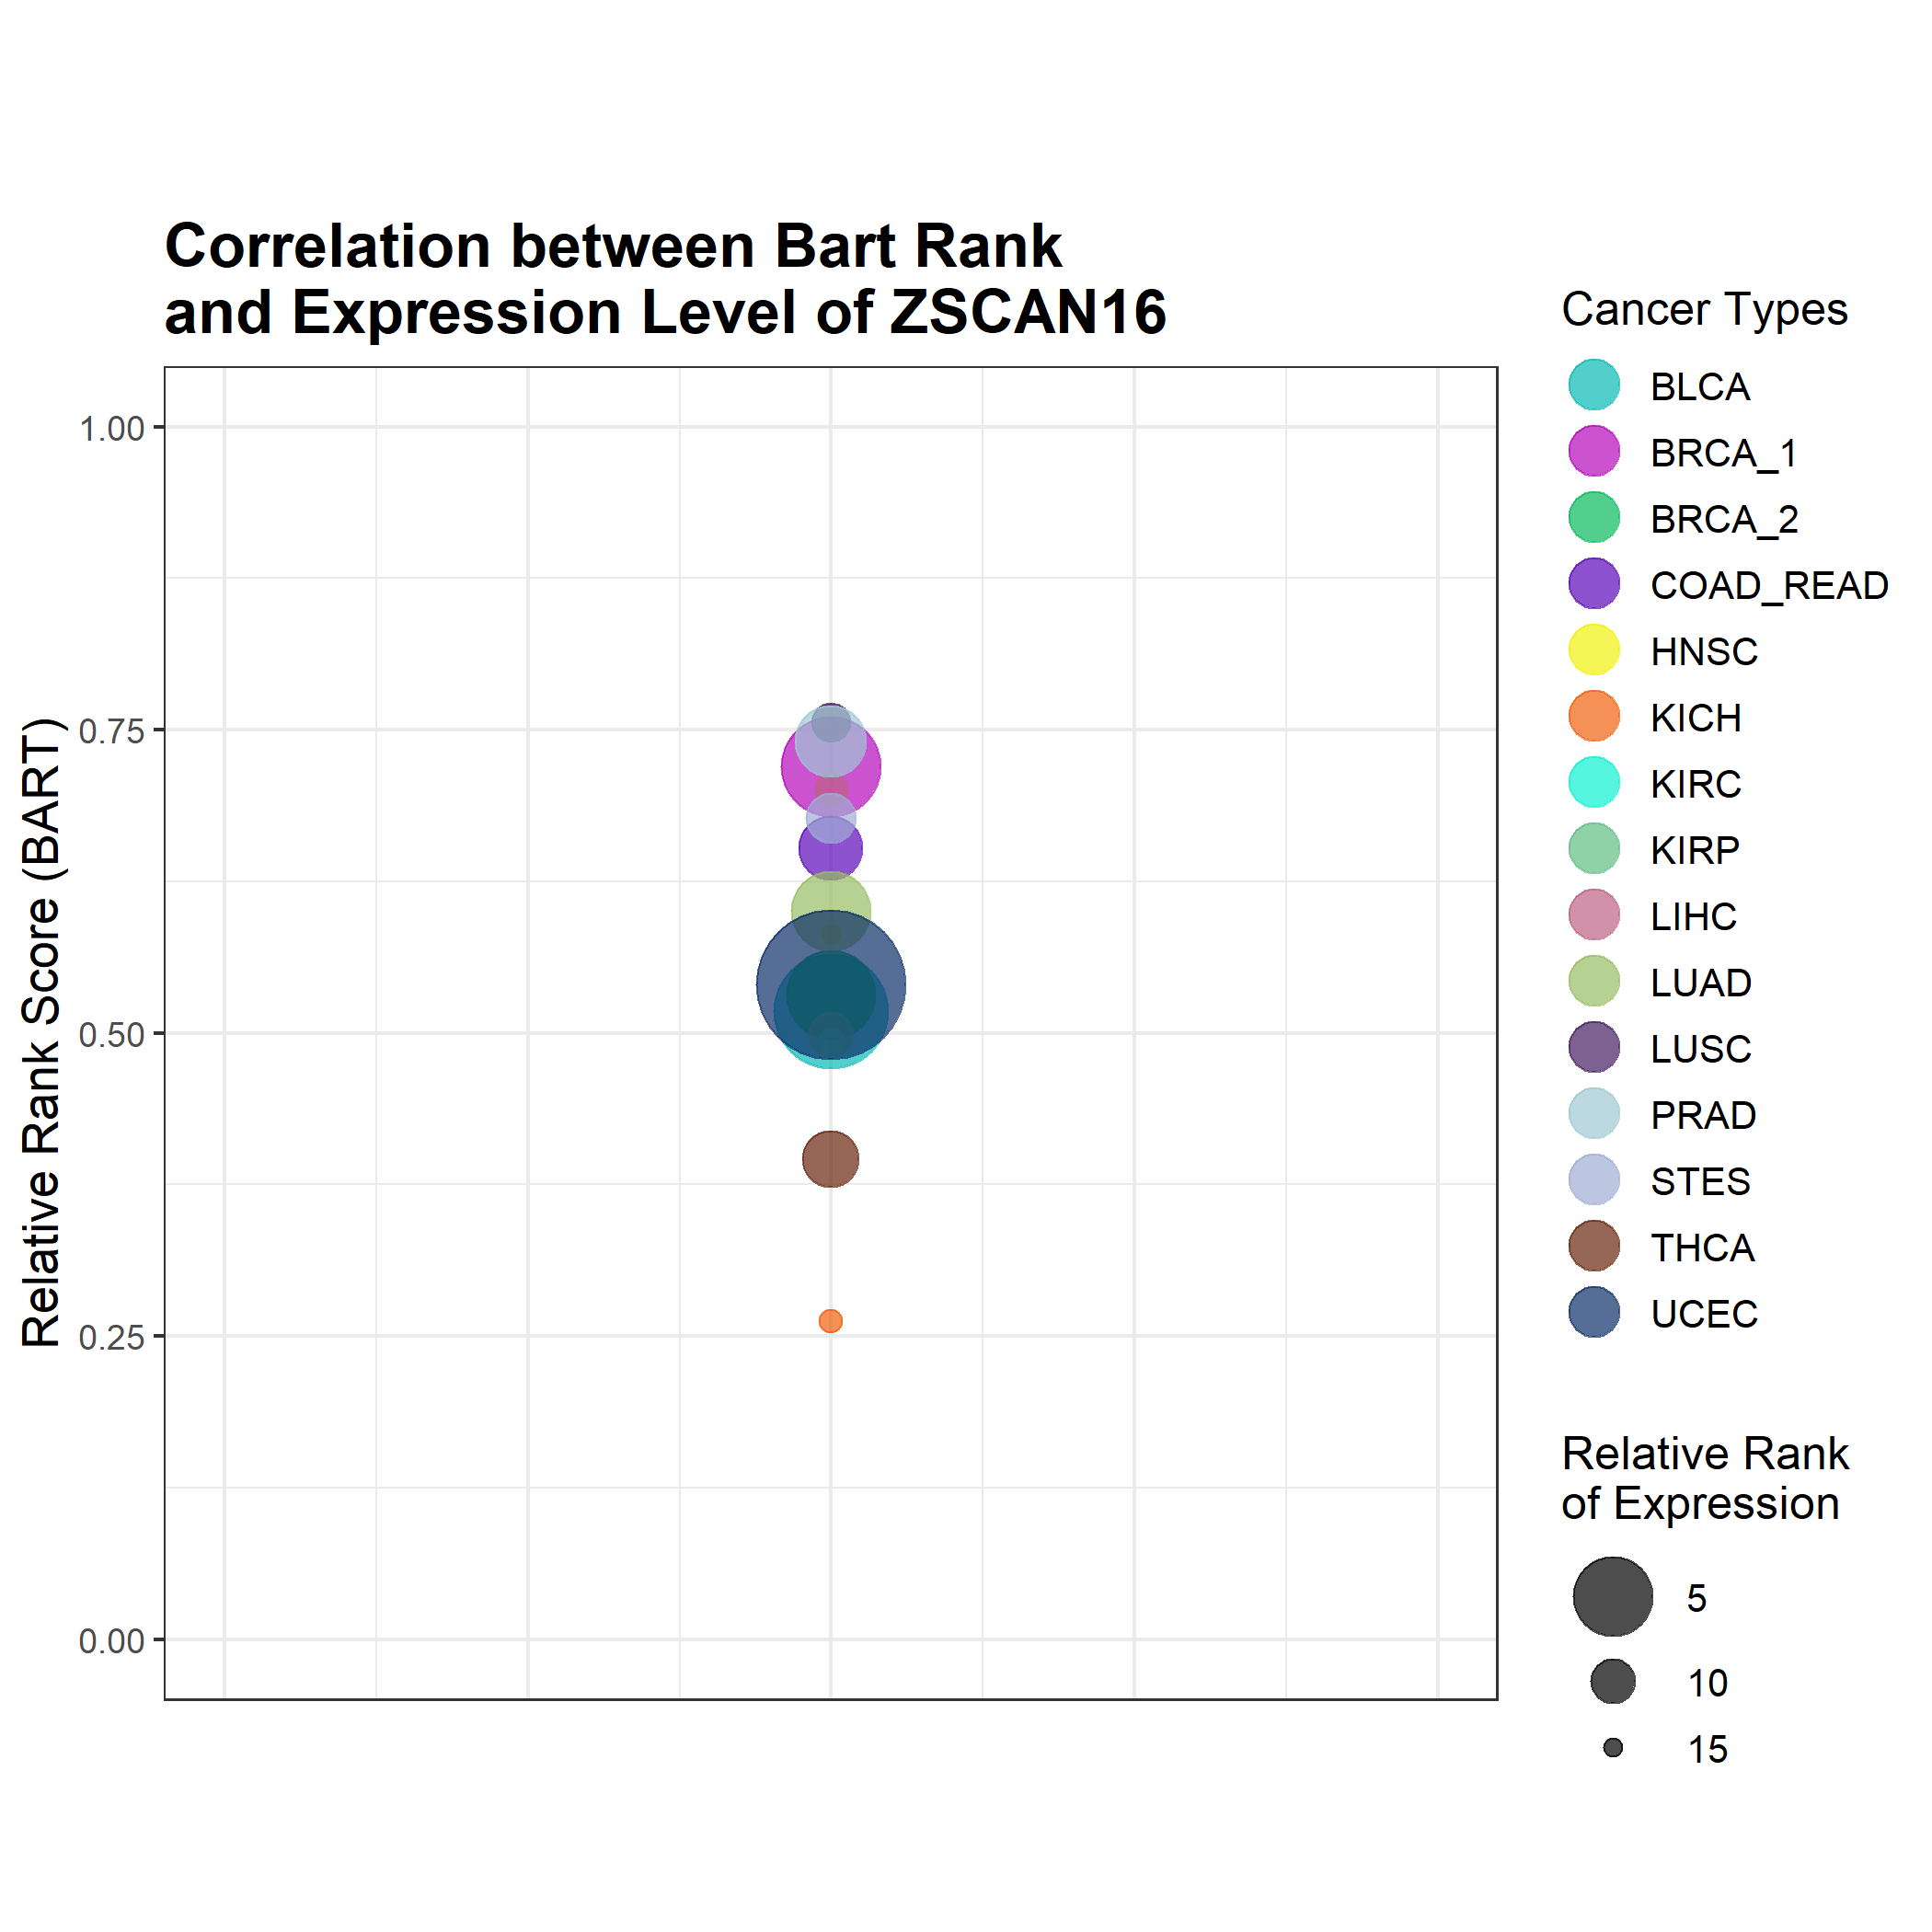 Correlation between Bart Rank
and Expression Level of ZSCAN16
Relative Rank Score (BART)
1.00
0.75
0.50
0.25
0.00
Cancer Types
BLCA
BRCA_1
BRCA_2
COAD_READ
HNSC
KICH
KIRC
KIRP
LIHC
LUAD
LUSC
PRAD
STES
THCA
UCEC
Relative Rank
of Expression
5
10
15